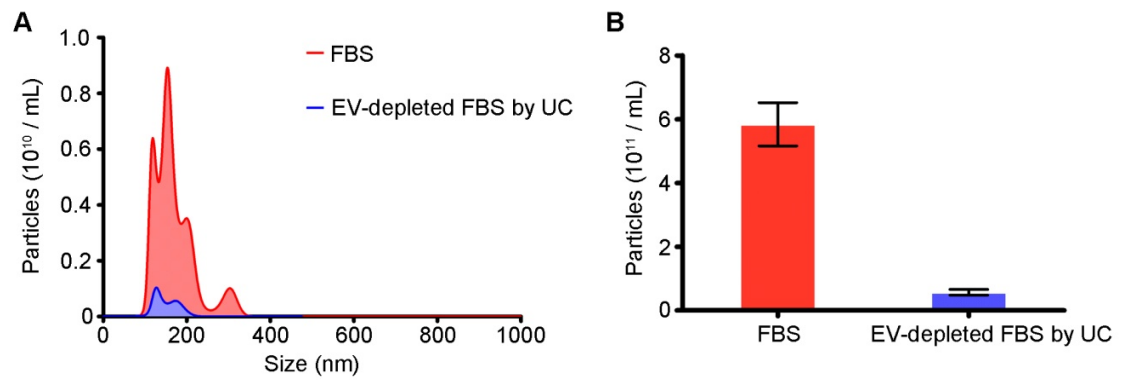 A
Particles (10¹⁰ / mL)
1.0
0.8
0.6
0.4
0.2
0
0 200 400 600 800 1000
Size (nm)
FBS
EV-depleted FBS by UC
B
Particles (10¹¹ / mL)
8
6
4
2
0
FBS EV-depleted FBS by UC